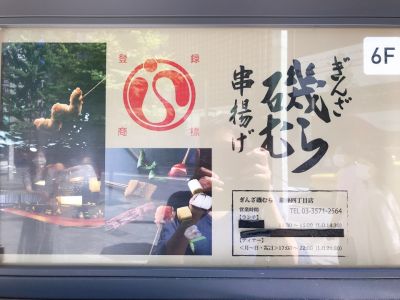 6F
登録
商標
ぎんざ
磯むら
串揚げ
ぎんざ磯むら 銀座四丁目店
営業時間 TEL 03-3571-2564
【ランチ】
【ディナー】